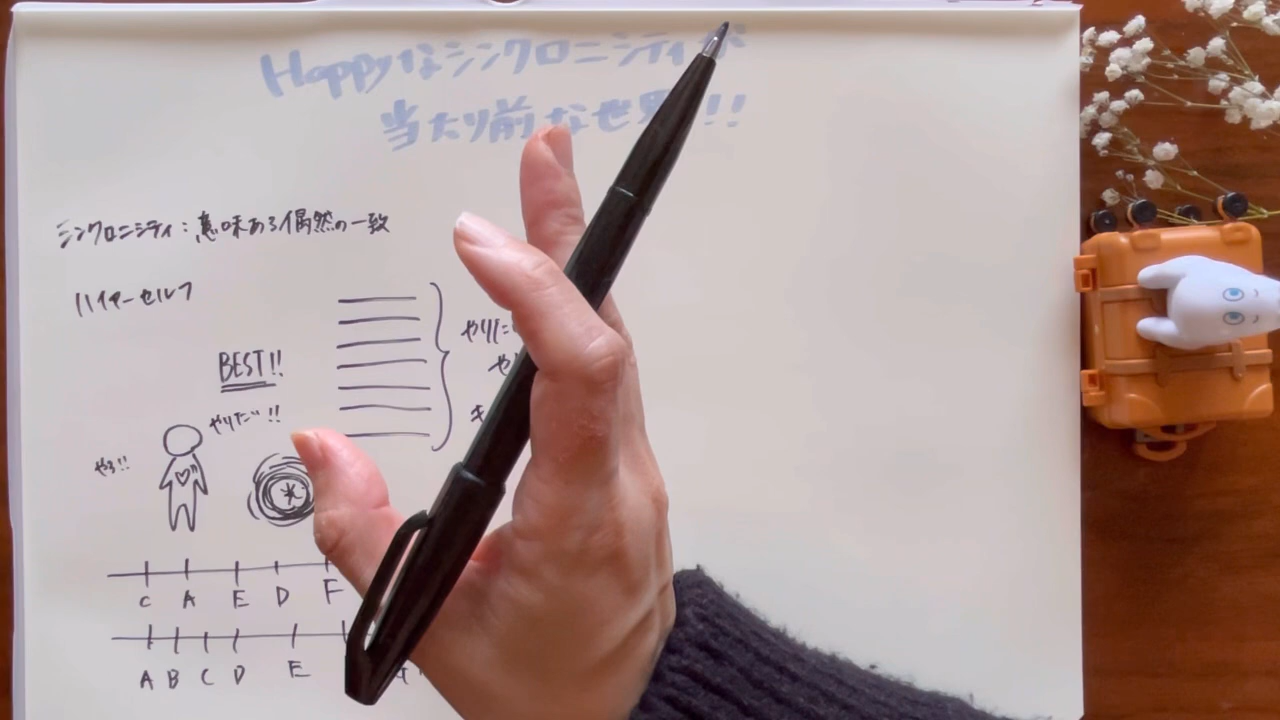 Happyなシンクロニシティが
当たり前な世界!!
シンクロニシティ:意味ある偶然の一致
ハイヤーセルフ
BEST!!
やりたい!!
やる!!
C A E D F
A B C D E